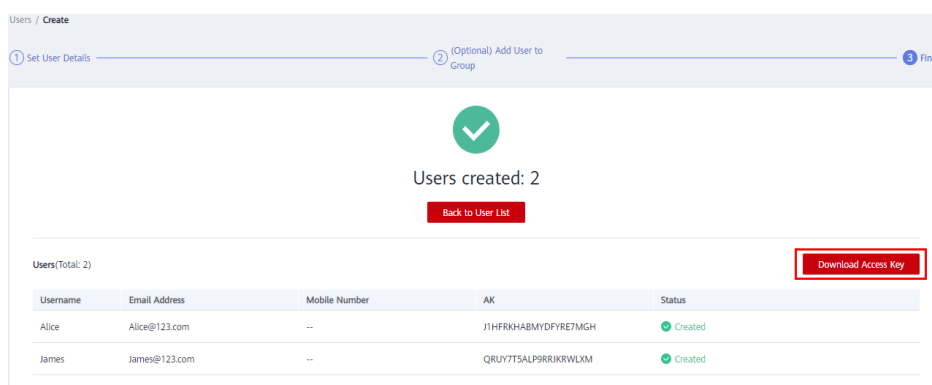 Users / Create
1 Set User Details
2 (Optional) Add User to
Group
3 Fin
Users created: 2
Back to User List
Users(Total: 2)
Download Access Key
Username Email Address Mobile Number AK Status
Alice Alice@123.com -- J1HFRKHABMYDFYRE7MGH Created
James James@123.com -- QRUY7T5ALP9RRJKRWLXM Created